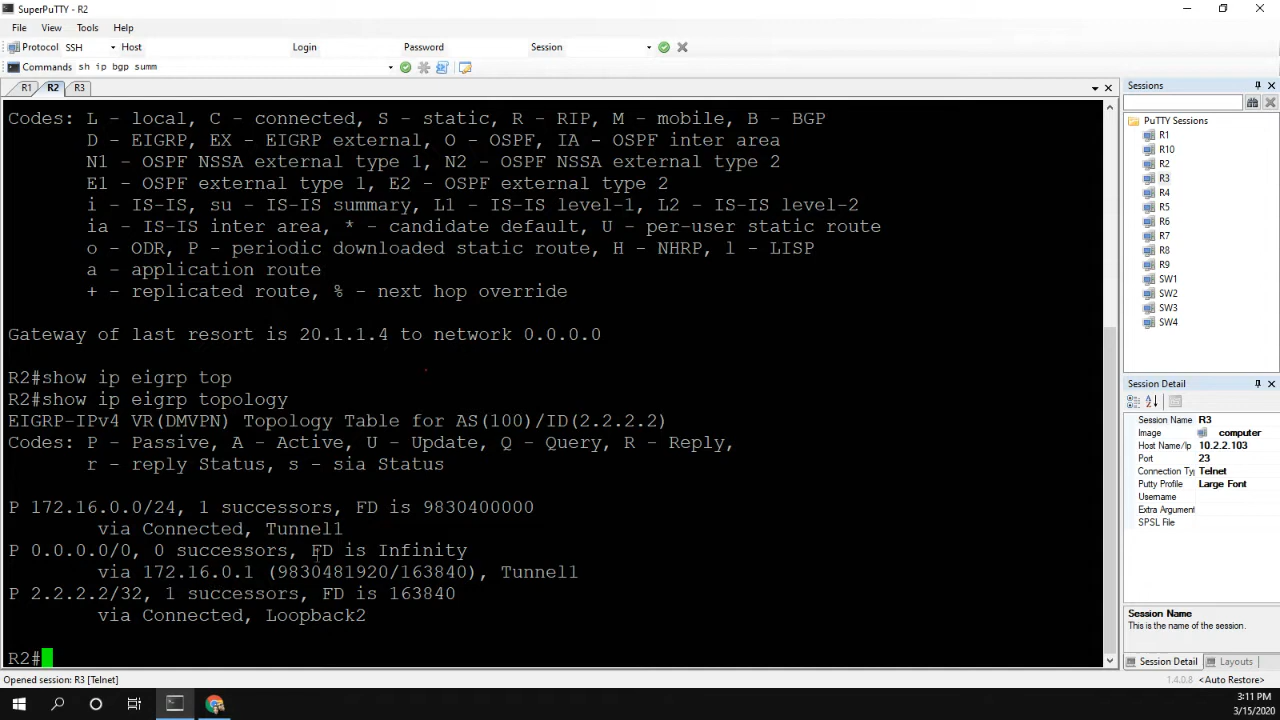 SuperPuTTY - R2
File View Tools Help
Protocol SSH Host Login Password Session
Commands sh ip bgp summ
R1 R2 R3
Codes: L - local, C - connected, S - static, R - RIP, M - mobile, B - BGP
D - EIGRP, EX - EIGRP external, O - OSPF, IA - OSPF inter area
N1 - OSPF NSSA external type 1, N2 - OSPF NSSA external type 2
E1 - OSPF external type 1, E2 - OSPF external type 2
i - IS-IS, su - IS-IS summary, L1 - IS-IS level-1, L2 - IS-IS level-2
ia - IS-IS inter area, * - candidate default, U - per-user static route
o - ODR, P - periodic downloaded static route, H - NHRP, l - LISP
a - application route
+ - replicated route, % - next hop override
Gateway of last resort is 20.1.1.4 to network 0.0.0.0
R2#show ip eigrp top
R2#show ip eigrp topology
EIGRP-IPv4 VR(DMVPN) Topology Table for AS(100)/ID(2.2.2.2)
Codes: P - Passive, A - Active, U - Update, Q - Query, R - Reply,
r - reply Status, s - sia Status
P 172.16.0.0/24, 1 successors, FD is 9830400000
via Connected, Tunnel1
P 0.0.0.0/0, 0 successors, FD is Infinity
via 172.16.0.1 (9830481920/163840), Tunnel1
P 2.2.2.2/32, 1 successors, FD is 163840
via Connected, Loopback2
R2#
Sessions
PuTTY Sessions
R1
R10
R2
R3
R4
R5
R6
R7
R8
R9
SW1
SW2
SW3
SW4
Session Detail
Session Name R3
Image computer
Host Name/Ip 10.2.2.103
Port 23
Connection Ty Telnet
Putty Profile Large Font
Username
Extra Argument
SPSL File
Session Name
This is the name of the session.
Session Detail Layouts
Opened session: R3 [Telnet] 1.4.0.8 <Auto Restore>
3:11 PM
3/15/2020